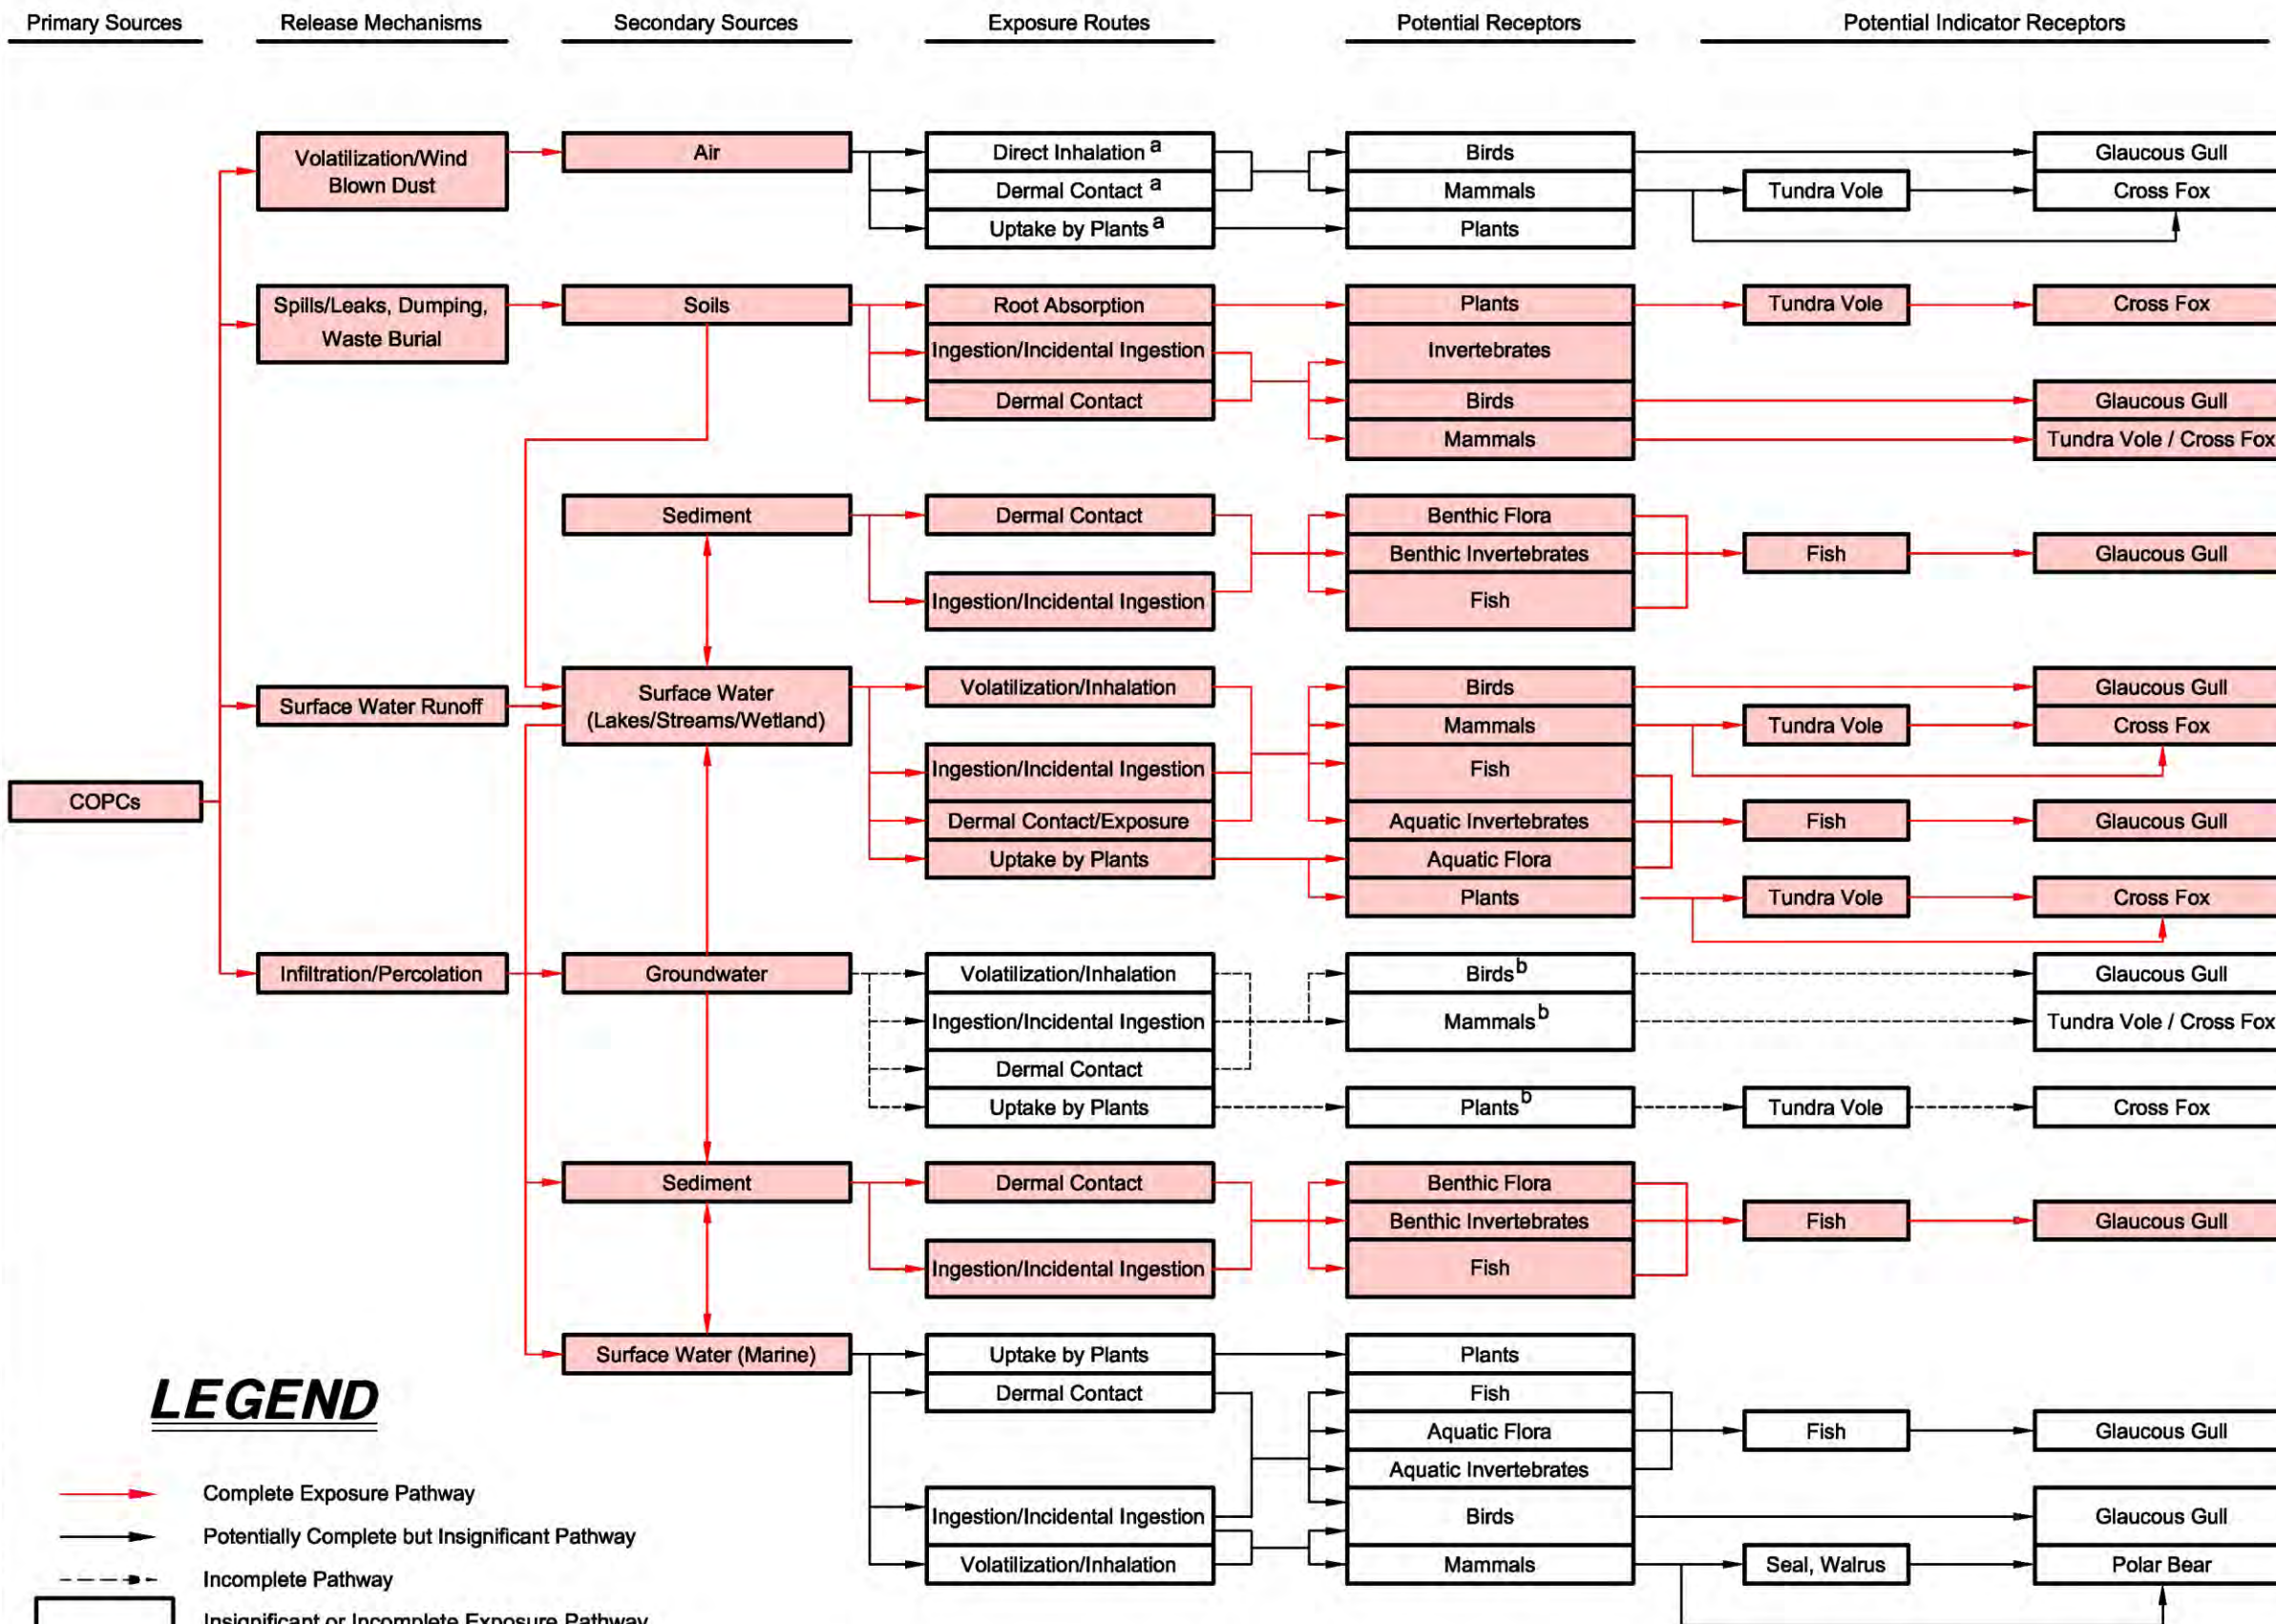 Primary Sources
Release Mechanisms
Secondary Sources
Exposure Routes
Potential Receptors
Potential Indicator Receptors
Volatilization/Wind
Blown Dust
Air
Direct Inhalation a
Dermal Contact a
Uptake by Plants a
Birds
Mammals
Plants
Tundra Vole
Glaucous Gull
Cross Fox
Spills/Leaks, Dumping,
Waste Burial
Soils
Root Absorption
Ingestion/Incidental Ingestion
Dermal Contact
Plants
Invertebrates
Birds
Mammals
Tundra Vole
Cross Fox
Glaucous Gull
Tundra Vole / Cross Fox
Sediment
Dermal Contact
Ingestion/Incidental Ingestion
Benthic Flora
Benthic Invertebrates
Fish
Fish
Glaucous Gull
COPCs
Surface Water Runoff
Surface Water
(Lakes/Streams/Wetland)
Volatilization/Inhalation
Ingestion/Incidental Ingestion
Dermal Contact/Exposure
Uptake by Plants
Birds
Mammals
Fish
Aquatic Invertebrates
Aquatic Flora
Plants
Tundra Vole
Fish
Tundra Vole
Glaucous Gull
Cross Fox
Glaucous Gull
Cross Fox
Infiltration/Percolation
Groundwater
Volatilization/Inhalation
Ingestion/Incidental Ingestion
Dermal Contact
Uptake by Plants
Birds b
Mammals b
Plants b
Tundra Vole
Glaucous Gull
Tundra Vole / Cross Fox
Cross Fox
Sediment
Dermal Contact
Ingestion/Incidental Ingestion
Benthic Flora
Benthic Invertebrates
Fish
Fish
Glaucous Gull
Surface Water (Marine)
Uptake by Plants
Dermal Contact
Ingestion/Incidental Ingestion
Volatilization/Inhalation
Plants
Fish
Aquatic Flora
Aquatic Invertebrates
Birds
Mammals
Fish
Seal, Walrus
Glaucous Gull
Glaucous Gull
Polar Bear
LEGEND
Complete Exposure Pathway
Potentially Complete but Insignificant Pathway
Incomplete Pathway
Insignificant or Incomplete Exposure Pathway